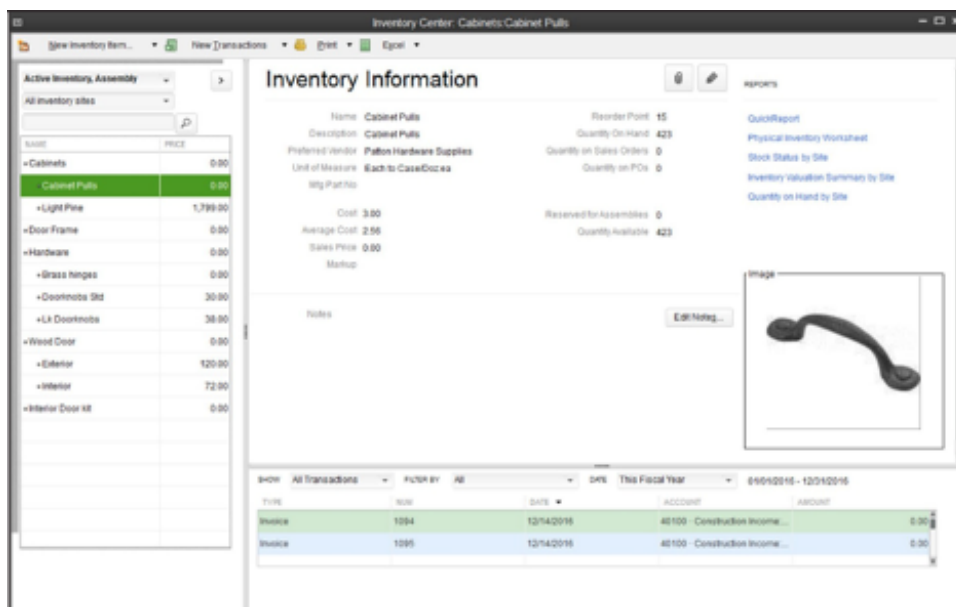 Inventory Center: Cabinets:Cabinet Pulls
New Inventory Item... New Transactions Print Excel
Active Inventory, Assembly
All inventory sites
NAME PRICE
Cabinets 0.00
Cabinet Pulls 0.00
Light Pine 1,799.00
Door Frame 0.00
Hardware 0.00
Brass hinges 0.00
Doorknobs Std 30.00
Lk Doorknobs 38.00
Wood Door 0.00
Exterior 120.00
Interior 72.00
Interior Door kit 0.00
Inventory Information
Name Cabinet Pulls
Description Cabinet Pulls
Preferred Vendor Patton Hardware Supplies
Unit of Measure Each to Case/Doz:ea
Mfg Part No
Cost 3.00
Average Cost 2.56
Sales Price 0.00
Markup
Reorder Point 15
Quantity On Hand 423
Quantity on Sales Orders 0
Quantity on POs 0
Reserved for Assemblies 0
Quantity Available 423
Notes
Edit Notes...
REPORTS
QuickReport
Physical Inventory Worksheet
Stock Status by Site
Inventory Valuation Summary by Site
Quantity on Hand by Site
Image
SHOW All Transactions FILTER BY All DATE This Fiscal Year 01/01/2016 - 12/31/2016
TYPE NUM DATE ACCOUNT AMOUNT
Invoice 1094 12/14/2016 40100 · Construction Income:... 0.00
Invoice 1095 12/14/2016 40100 · Construction Income:... 0.00